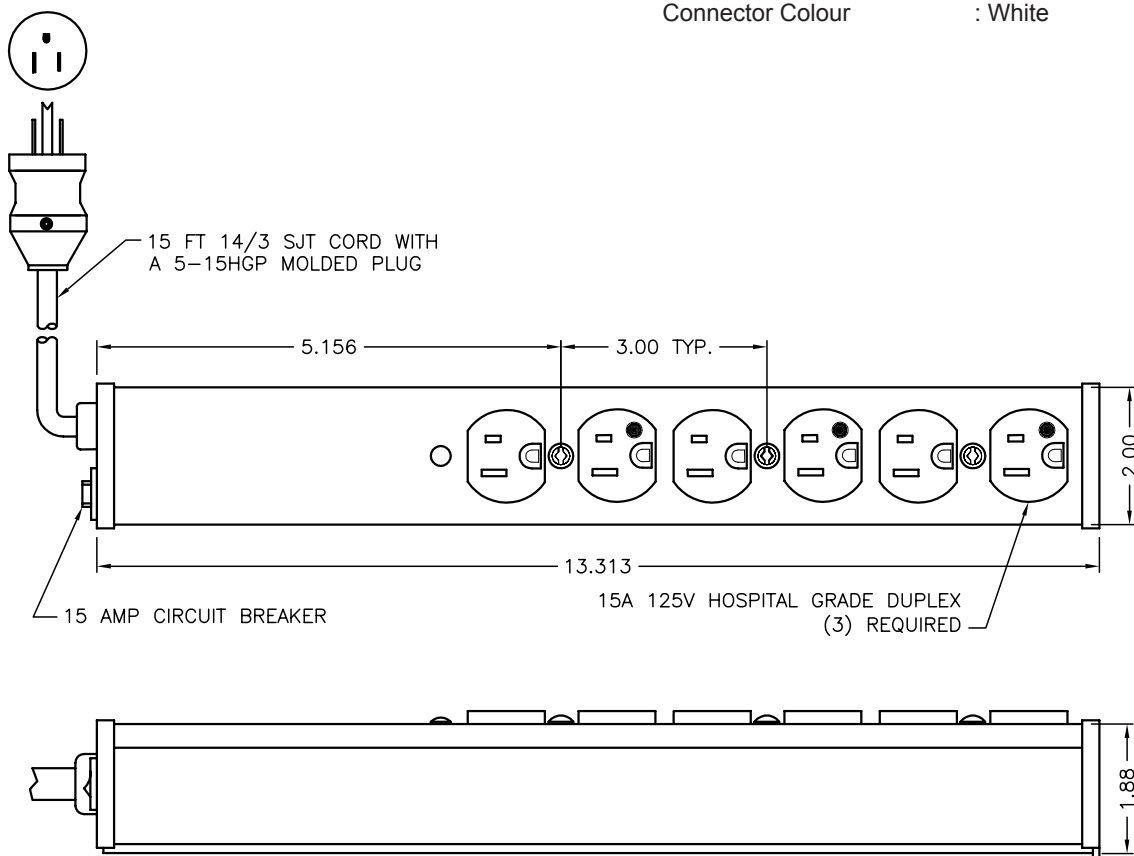 Connector Colour : White
15 FT 14/3 SJT CORD WITH
A 5-15HGP MOLDED PLUG
5.156
3.00 TYP.
2.00
13.313
15 AMP CIRCUIT BREAKER
15A 125V HOSPITAL GRADE DUPLEX
(3) REQUIRED
1.88